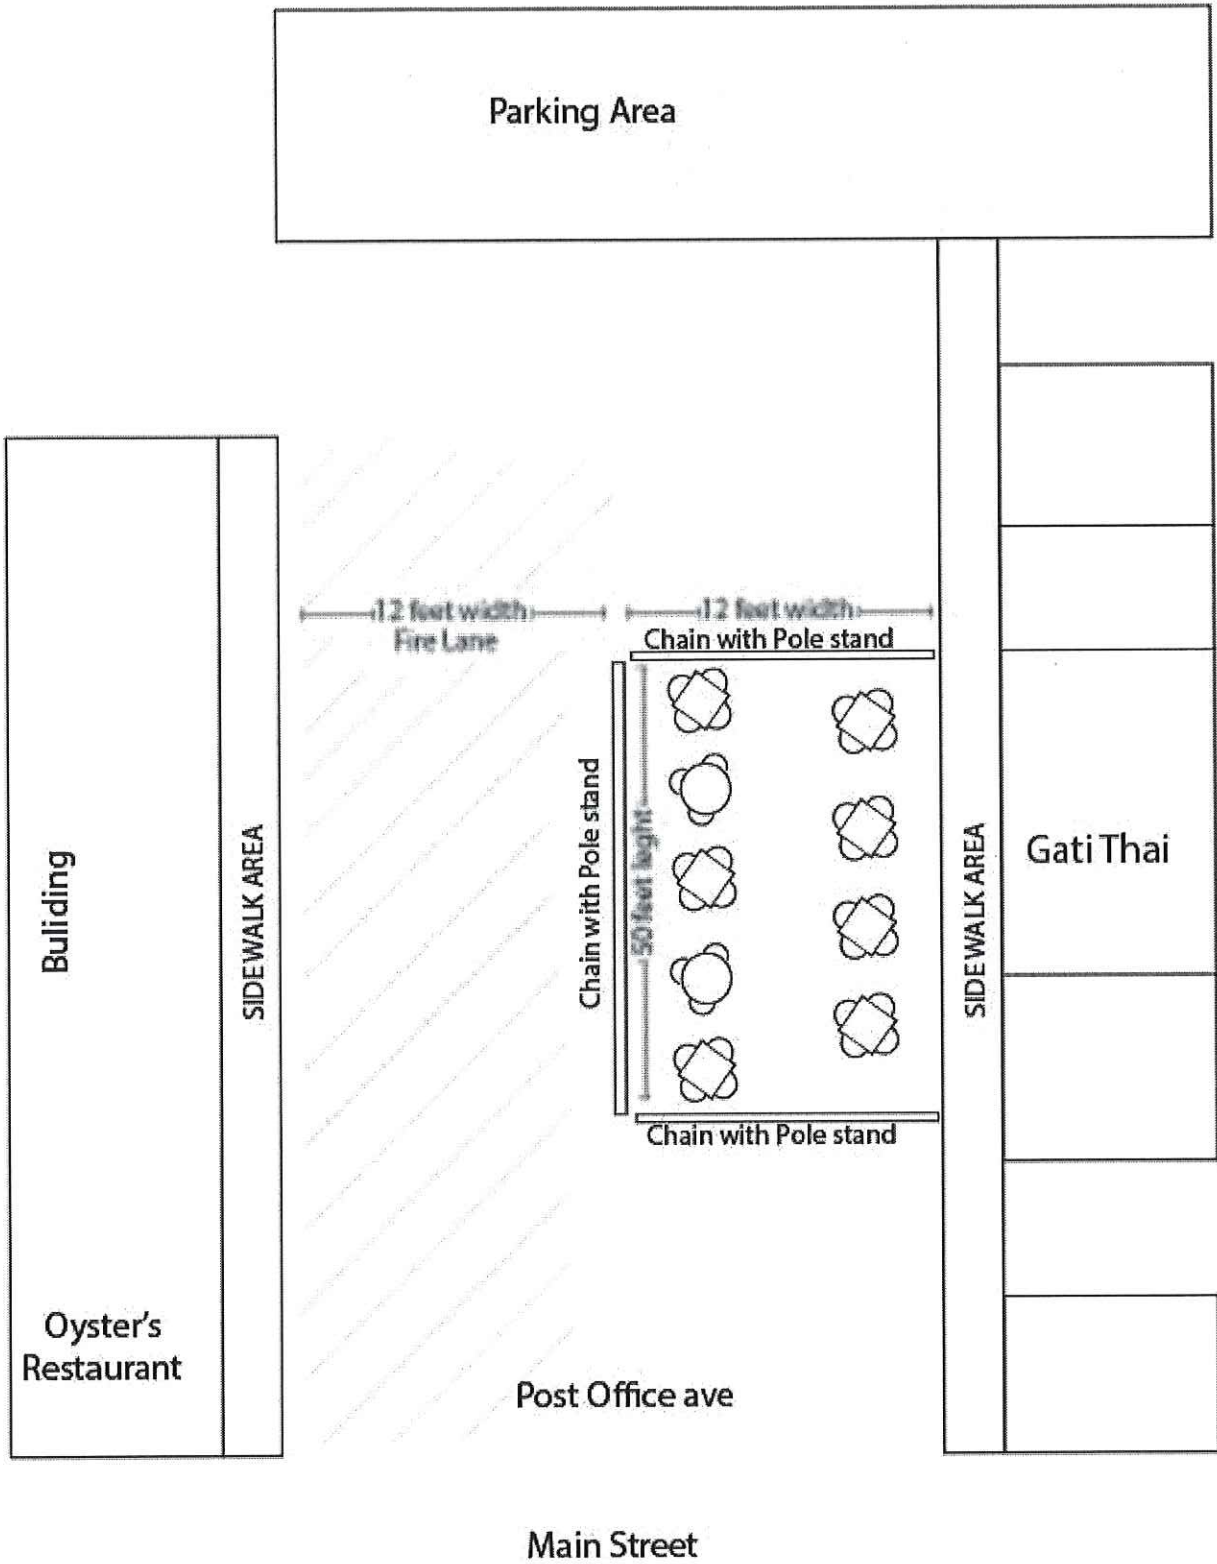 Parking Area
12 feet width
Fire Lane
12 feet width
Chain with Pole stand
Chain with Pole stand
50 feet leght
Buliding
SIDEWALK AREA
SIDEWALK AREA
Gati Thai
Chain with Pole stand
Oyster's
Restaurant
Post Office ave
Main Street